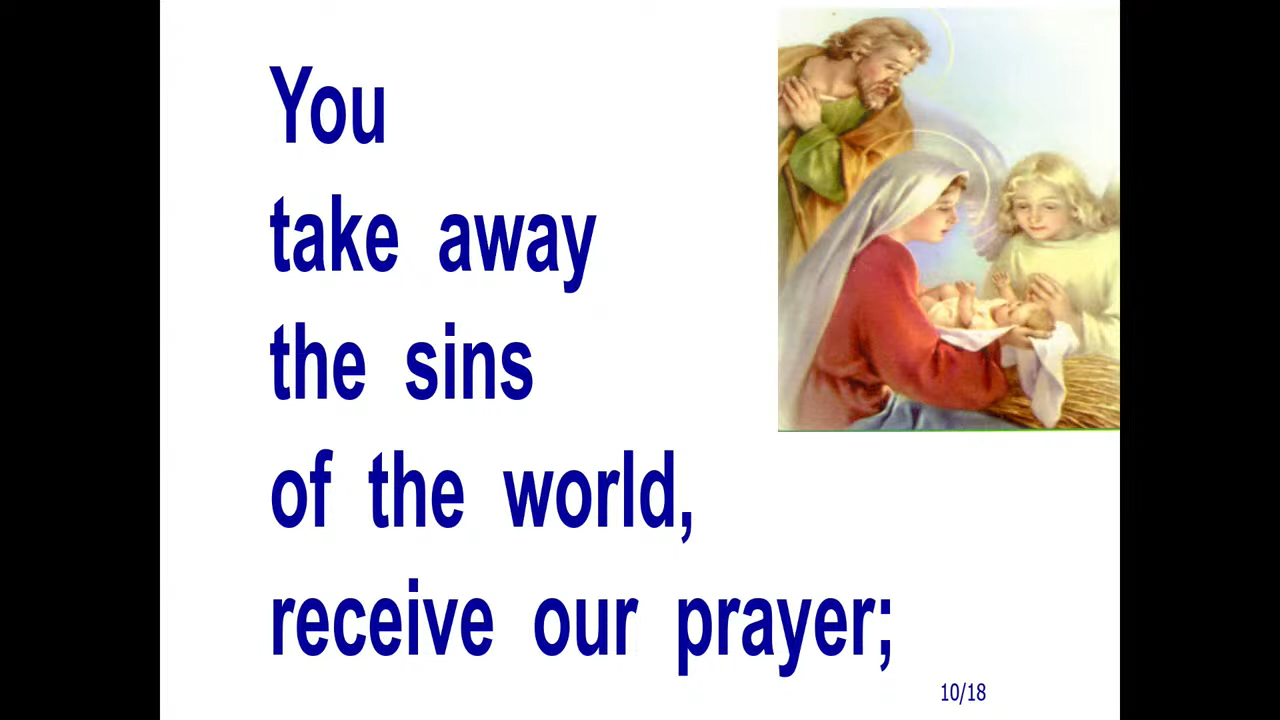 You
take away
the sins
of the world,
receive our prayer;
10/18